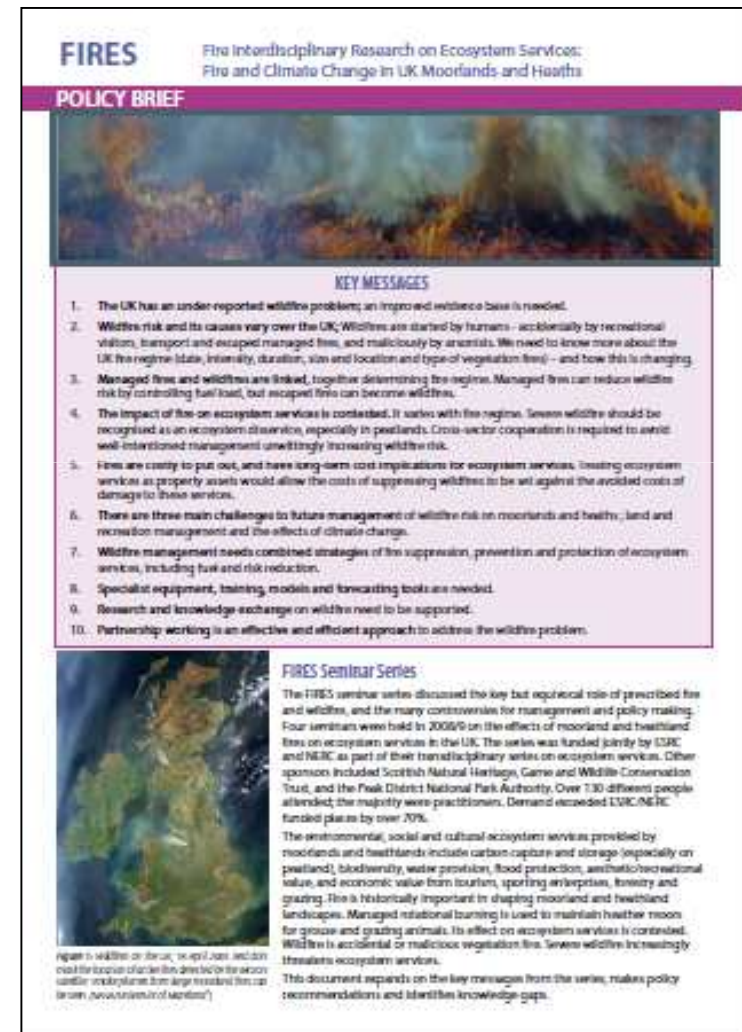 FIRES
Fire Interdisciplinary Research on Ecosystem Services:
Fire and Climate Change in UK Moorlands and Heaths
POLICY BRIEF
KEY MESSAGES
1. The UK has an under-reported wildfire problem; an improved evidence base is needed.
2. Wildfire risk and its causes vary over the UK; Wildfires are started by humans - accidentally by recreational
visitors, transport and escaped managed fires, and maliciously by arsonists. We need to know more about the
UK fire regime (date, intensity, duration, size and location and type of vegetation fires) – and how this is changing.
3. Managed fires and wildfires are linked, together determining fire regime. Managed fires can reduce wildfire
risk by controlling fuel load, but escaped fires can become wildfires.
4. The impact of fire on ecosystem services is contested. It varies with fire regime. Severe wildfire should be
recognised as an ecosystem disservice, especially in peatlands. Cross-sector cooperation is required to avoid
well-intentioned management unwittingly increasing wildfire risk.
5. Fires are costly to put out, and have long-term cost implications for ecosystem services. Treating ecosystem
services as property assets would allow the costs of suppressing wildfires to be set against the avoided costs of
damage to these services.
6. There are three main challenges to future management of wildfire risk on moorlands and heaths; land and
recreation management and the effects of climate change.
7. Wildfire management needs combined strategies of fire suppression, prevention and protection of ecosystem
services, including fuel and risk reduction.
8. Specialist equipment, training, models and forecasting tools are needed.
9. Research and knowledge exchange on wildfire need to be supported.
10. Partnership working is an effective and efficient approach to address the wildfire problem.
FIRES Seminar Series
The FIRES seminar series discussed the key but equivocal role of prescribed fire
and wildfire, and the many controversies for management and policy making.
Four seminars were held in 2008/9 on the effects of moorland and heathland
fires on ecosystem services in the UK. The series was funded jointly by ESRC
and NERC as part of their transdisciplinary series on ecosystem services. Other
sponsors included Scottish Natural Heritage, Game and Wildlife Conservation
Trust, and the Peak District National Park Authority. Over 130 different people
attended; the majority were practitioners. Demand exceeded ESRC/NERC
funded places by over 70%.
The environmental, social and cultural ecosystem services provided by
moorlands and heathlands include carbon capture and storage (especially on
peatland), biodiversity, water provision, flood protection, aesthetic/recreational
value, and economic value from tourism, sporting enterprises, forestry and
grazing. Fire is historically important in shaping moorland and heathland
landscapes. Managed rotational burning is used to maintain heather moors
for grouse and grazing animals. Its effect on ecosystem services is contested.
Wildfire is accidental or malicious vegetation fire. Severe wildfire increasingly
threatens ecosystem services.
This document expands on the key messages from the series, makes policy
recommendations and identifies knowledge gaps.